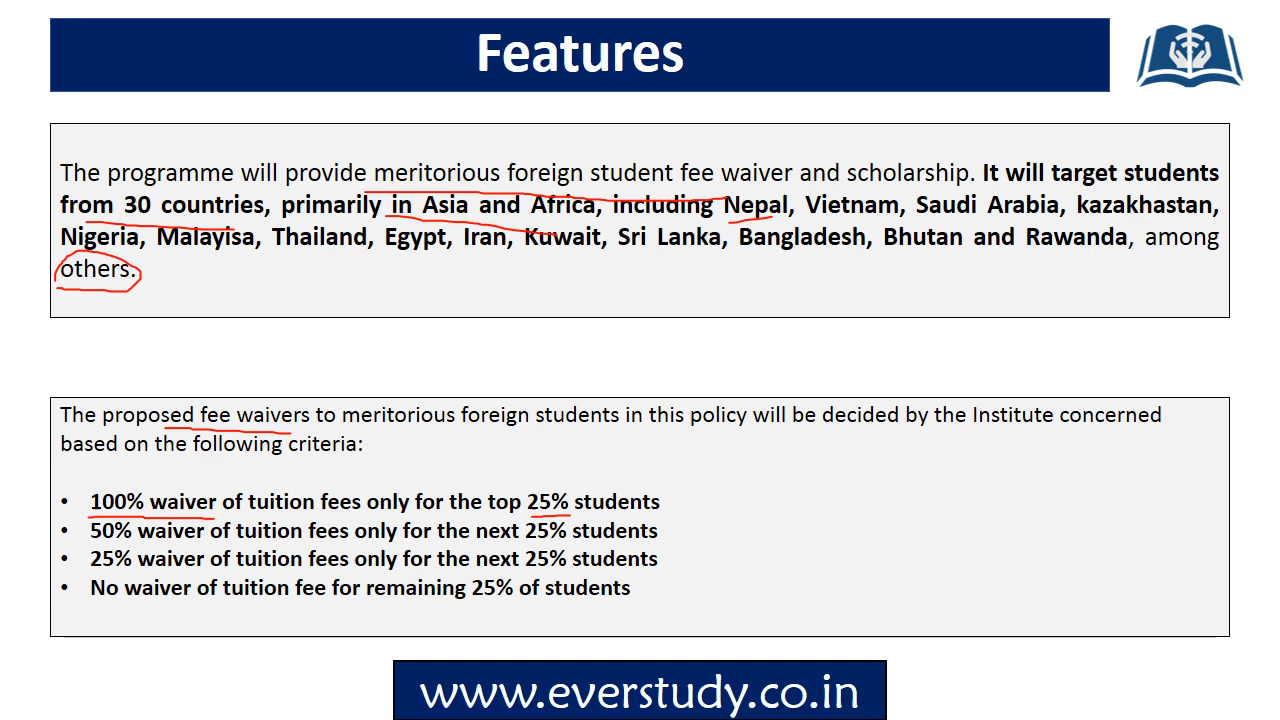 Features
The programme will provide meritorious foreign student fee waiver and scholarship. It will target students
from 30 countries, primarily in Asia and Africa, including Nepal, Vietnam, Saudi Arabia, kazakhastan,
Nigeria, Malayisa, Thailand, Egypt, Iran, Kuwait, Sri Lanka, Bangladesh, Bhutan and Rawanda, among
others.
The proposed fee waivers to meritorious foreign students in this policy will be decided by the Institute concerned
based on the following criteria:
• 100% waiver of tuition fees only for the top 25% students
• 50% waiver of tuition fees only for the next 25% students
• 25% waiver of tuition fees only for the next 25% students
• No waiver of tuition fee for remaining 25% of students
www.everstudy.co.in